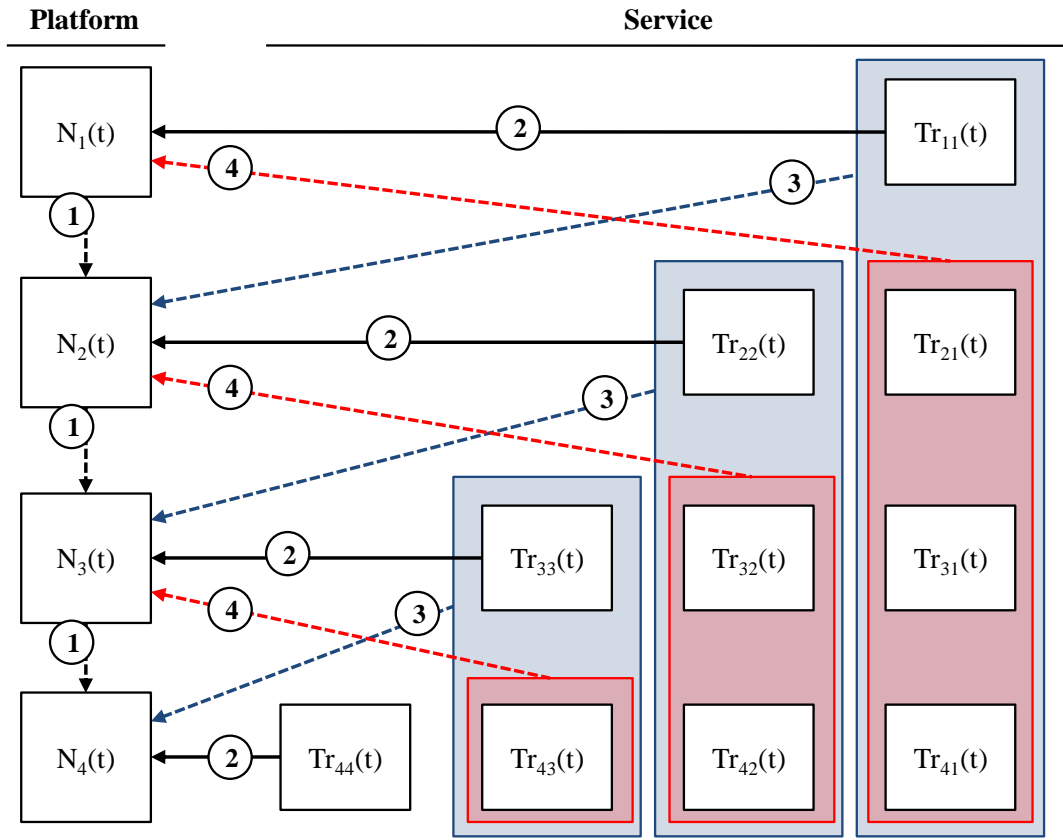 Platform Service
N₁(t) 2 Tr₁₁(t)
4 3
1
N₂(t) 2 Tr₂₂(t) Tr₂₁(t)
4 3
1
N₃(t) 2 Tr₃₃(t) Tr₃₂(t) Tr₃₁(t)
4 3
1
N₄(t) 2 Tr₄₄(t) Tr₄₃(t) Tr₄₂(t) Tr₄₁(t)